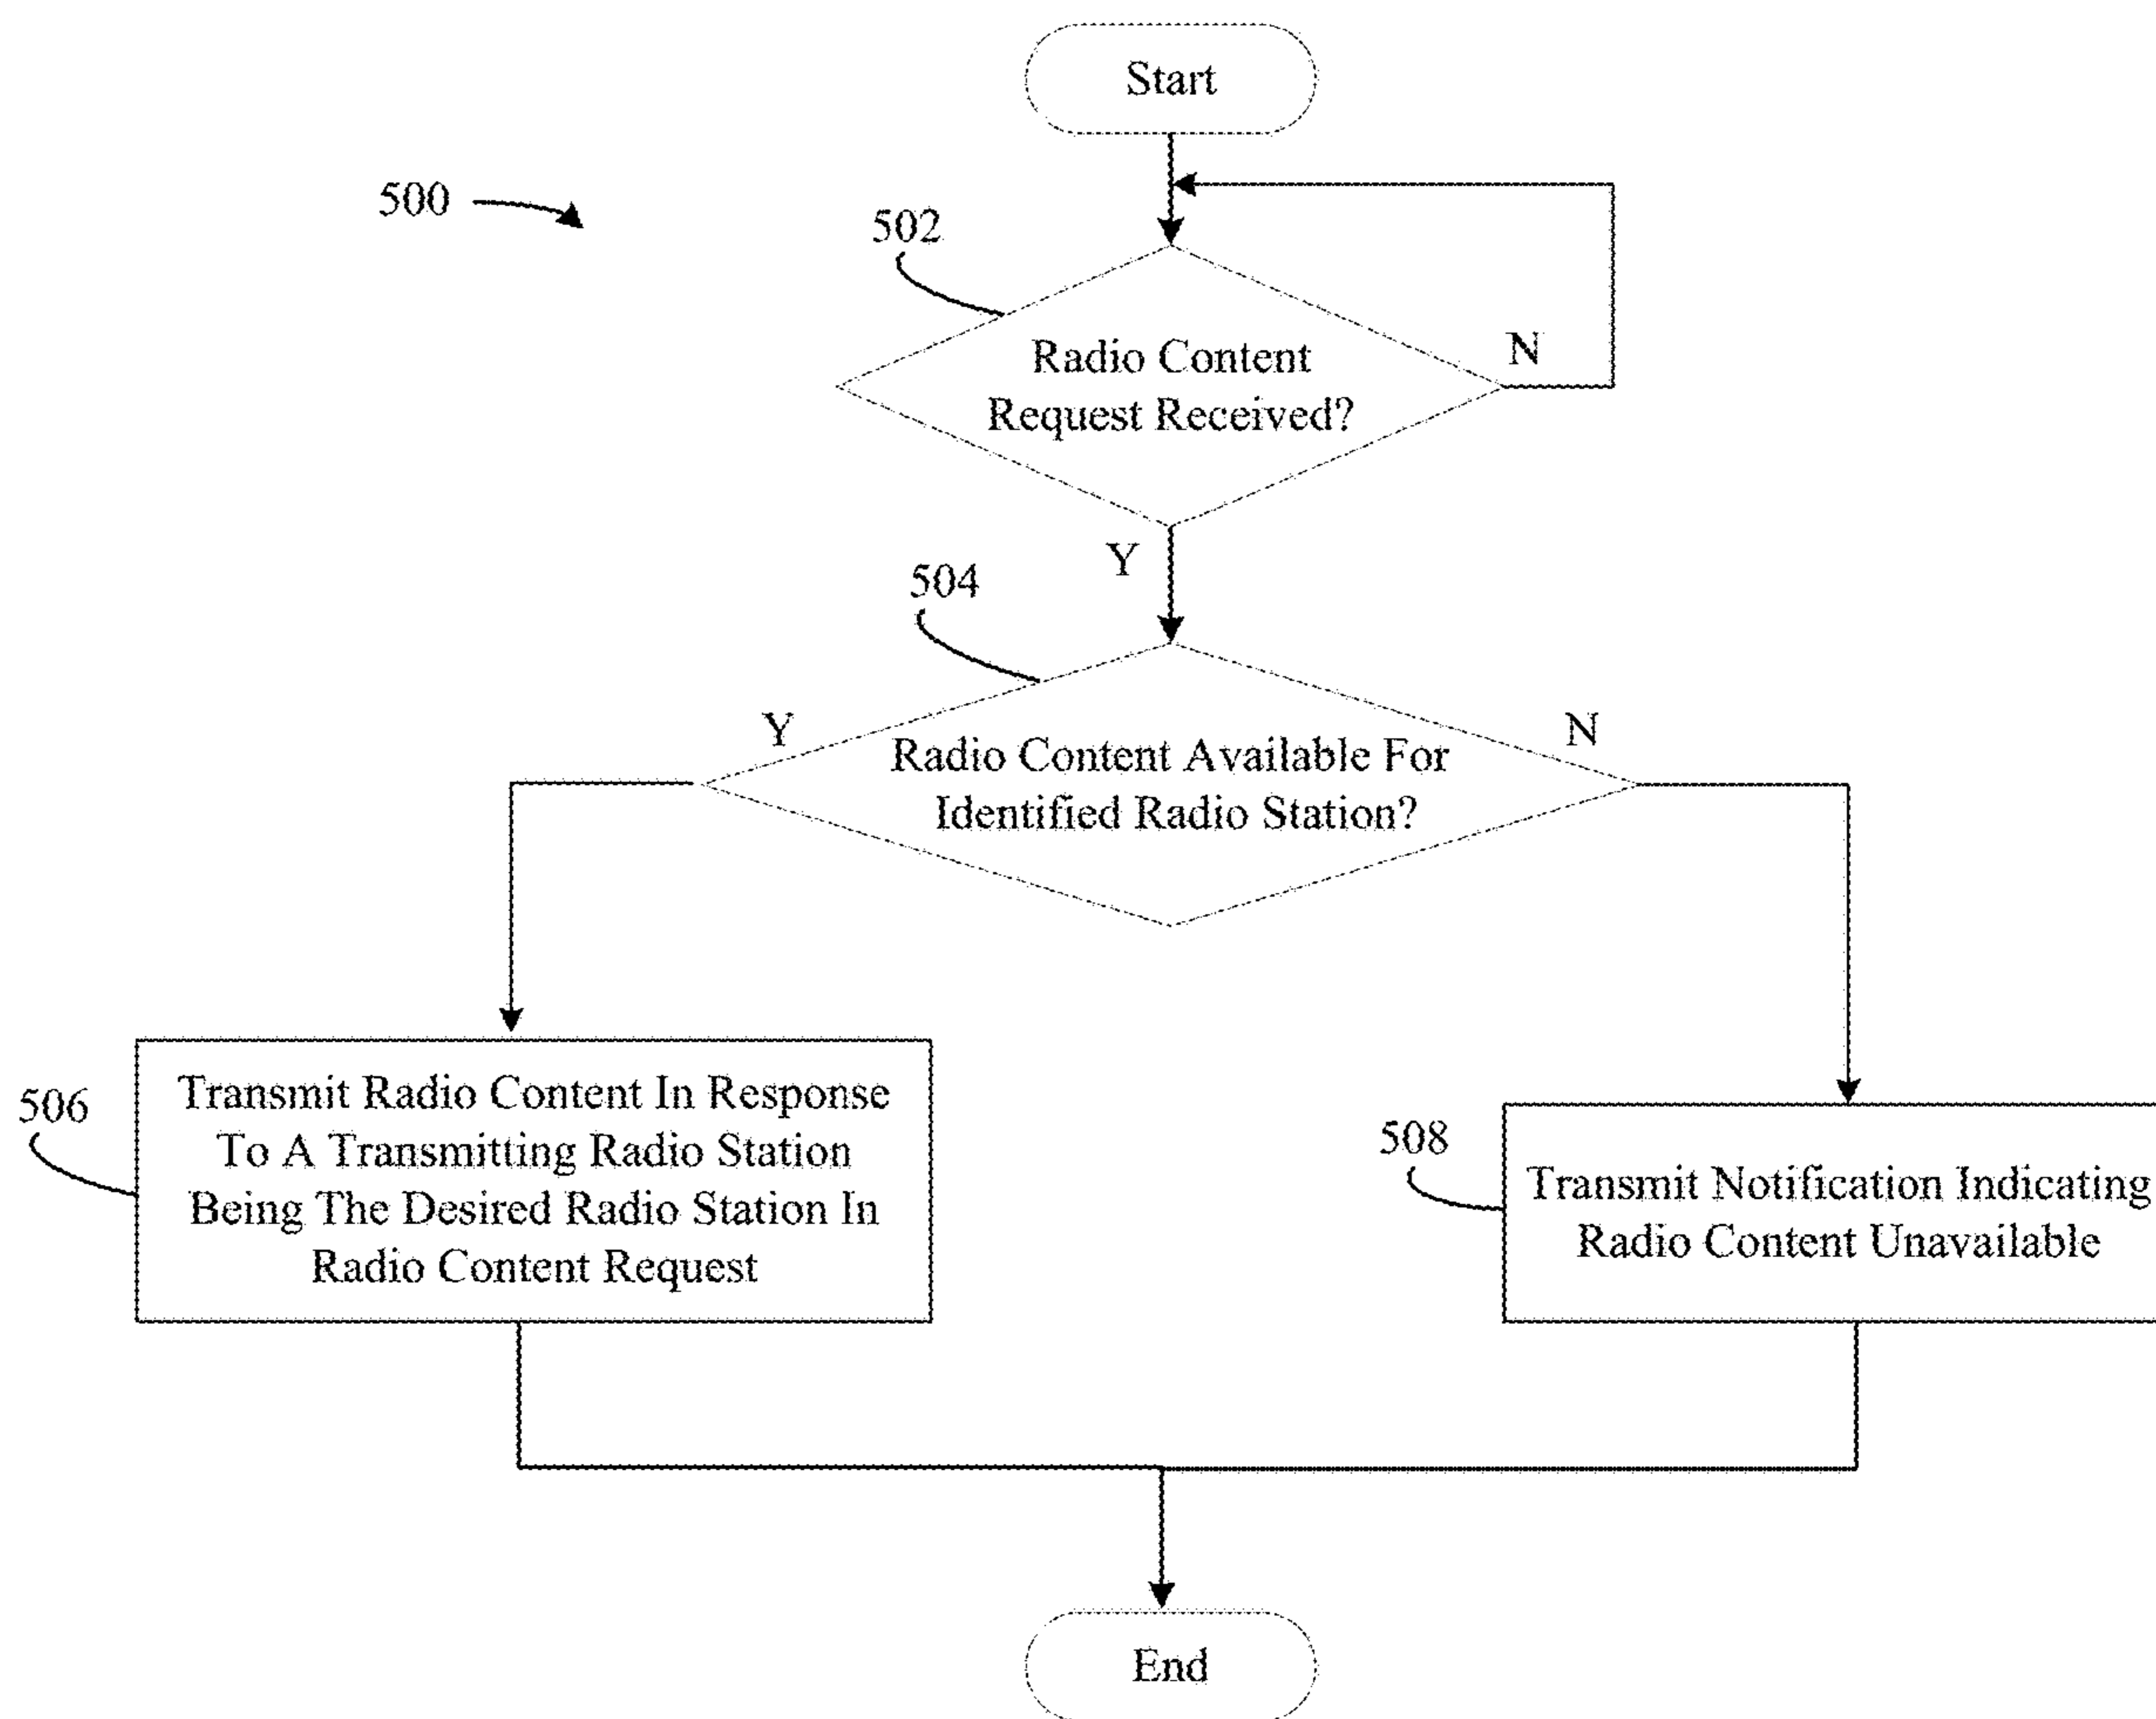 Start
500
502
Radio Content
Request Received?
N
Y
504
Y
N
Radio Content Available For
Identified Radio Station?
506
Transmit Radio Content In Response
To A Transmitting Radio Station
Being The Desired Radio Station In
Radio Content Request
508
Transmit Notification Indicating
Radio Content Unavailable
End